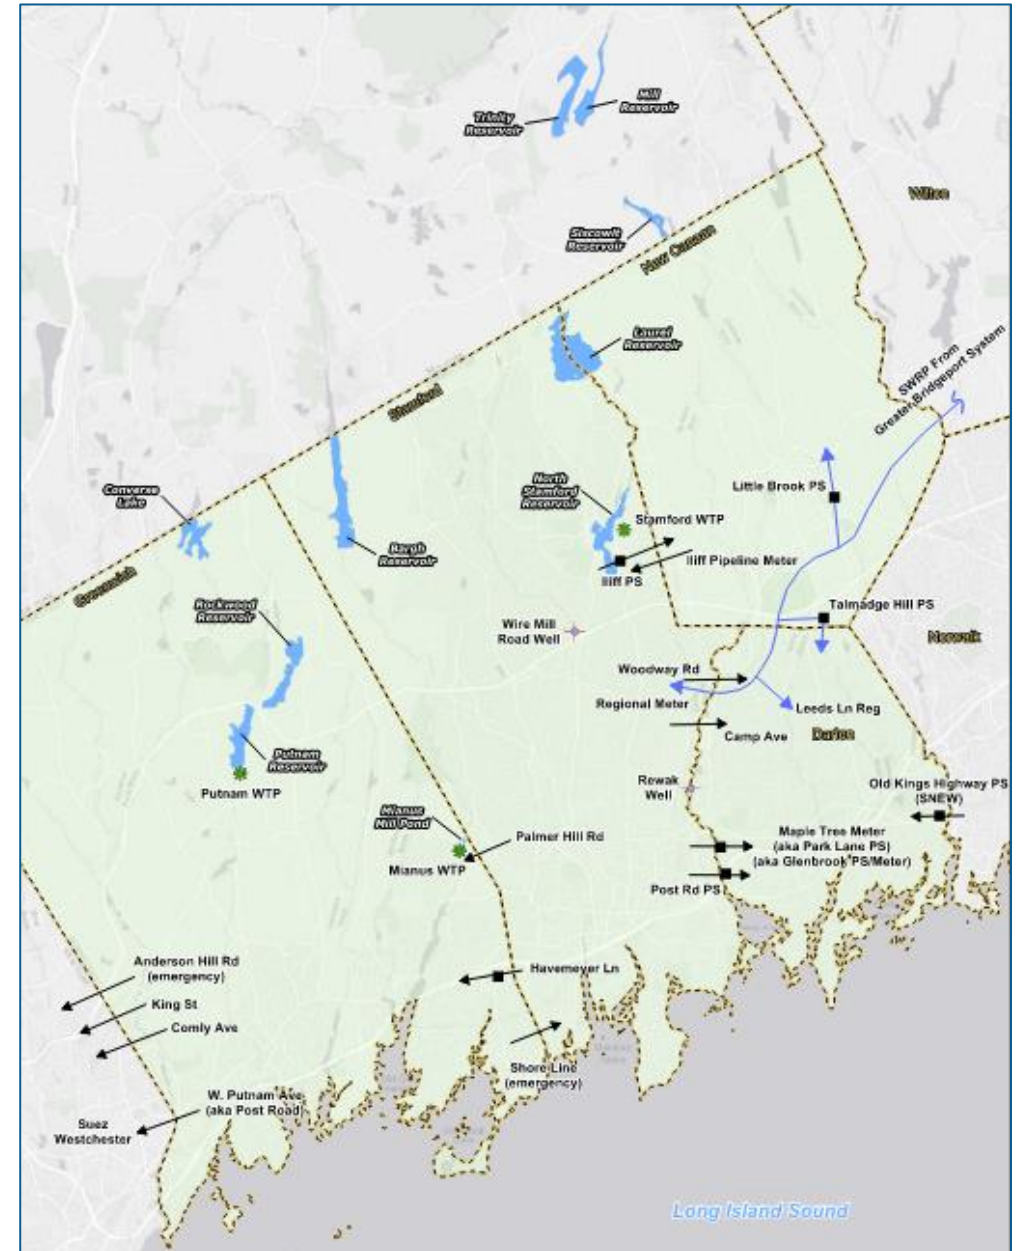 Mill
Reservoir
Trinity
Reservoir
Wilton
Siscowit
Reservoir
New Canaan
Laurel
Reservoir
SWRP From
Greater Bridgeport System
Stamford
Converse
Lake
North
Stamford
Reservoir
Little Brook PS
Stamford WTP
Bargh
Reservoir
Iliff Pipeline Meter
Iliff PS
Greenwich
Rockwood
Reservoir
Talmadge Hill PS
Wire Mill
Road Well
Norwalk
Woodway Rd
Regional Meter
Leeds Ln Reg
Camp Ave
Darien
Putnam
Reservoir
Putnam WTP
Rewak
Well
Old Kings Highway PS
(SNEW)
Mianus
Mill Pond
Palmer Hill Rd
Mianus WTP
Maple Tree Meter
(aka Park Lane PS)
(aka Glenbrook PS/Meter)
Post Rd PS
Anderson Hill Rd
(emergency)
Havemeyer Ln
King St
Comly Ave
Shore Line
(emergency)
W. Putnam Ave
(aka Post Road)
Suez
Westchester
Long Island Sound